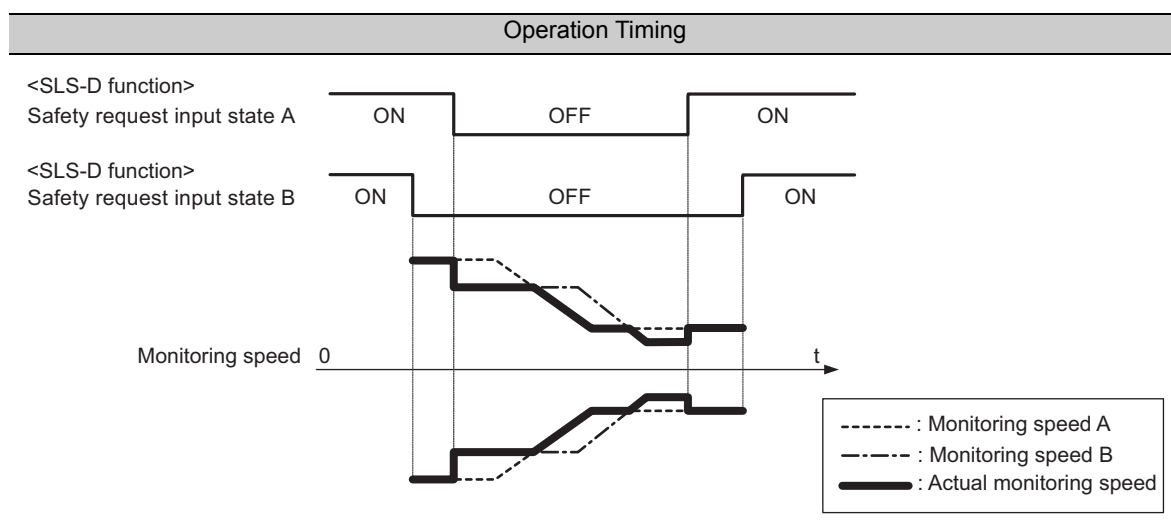 Operation Timing
<SLS-D function>
Safety request input state A
ON
OFF
ON
<SLS-D function>
Safety request input state B
ON
OFF
ON
Monitoring speed 0
t
: Monitoring speed A
: Monitoring speed B
: Actual monitoring speed